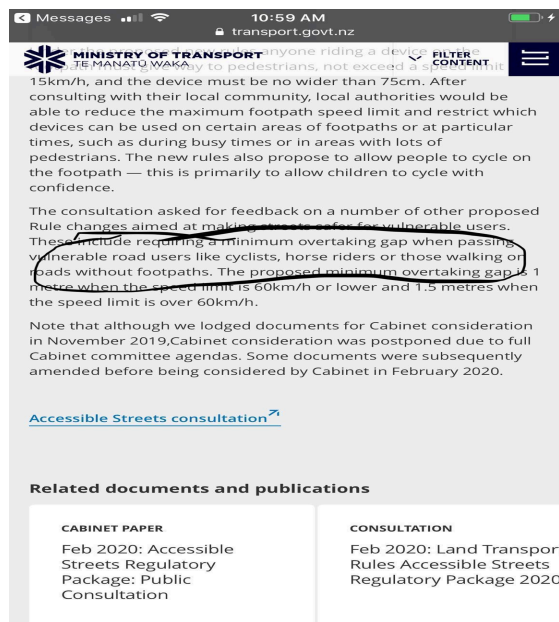 Messages
10:59 AM
transport.govt.nz
MINISTRY OF TRANSPORT
TE MANATŪ WAKA
FILTER
CONTENT
anyone riding a device
give way to pedestrians, not exceed a speed limit
15km/h, and the device must be no wider than 75cm. After
consulting with their local community, local authorities would be
able to reduce the maximum footpath speed limit and restrict which
devices can be used on certain areas of footpaths or at particular
times, such as during busy times or in areas with lots of
pedestrians. The new rules also propose to allow people to cycle on
the footpath — this is primarily to allow children to cycle with
confidence.
The consultation asked for feedback on a number of other proposed
Rule changes aimed at making streets safer for vulnerable users.
These include requiring a minimum overtaking gap when passing
vulnerable road users like cyclists, horse riders or those walking on
roads without footpaths. The proposed minimum overtaking gap is 1
metre when the speed limit is 60km/h or lower and 1.5 metres when
the speed limit is over 60km/h.
Note that although we lodged documents for Cabinet consideration
in November 2019,Cabinet consideration was postponed due to full
Cabinet committee agendas. Some documents were subsequently
amended before being considered by Cabinet in February 2020.
Accessible Streets consultation
Related documents and publications
CABINET PAPER
Feb 2020: Accessible
Streets Regulatory
Package: Public
Consultation
CONSULTATION
Feb 2020: Land Transpor
Rules Accessible Streets
Regulatory Package 2020